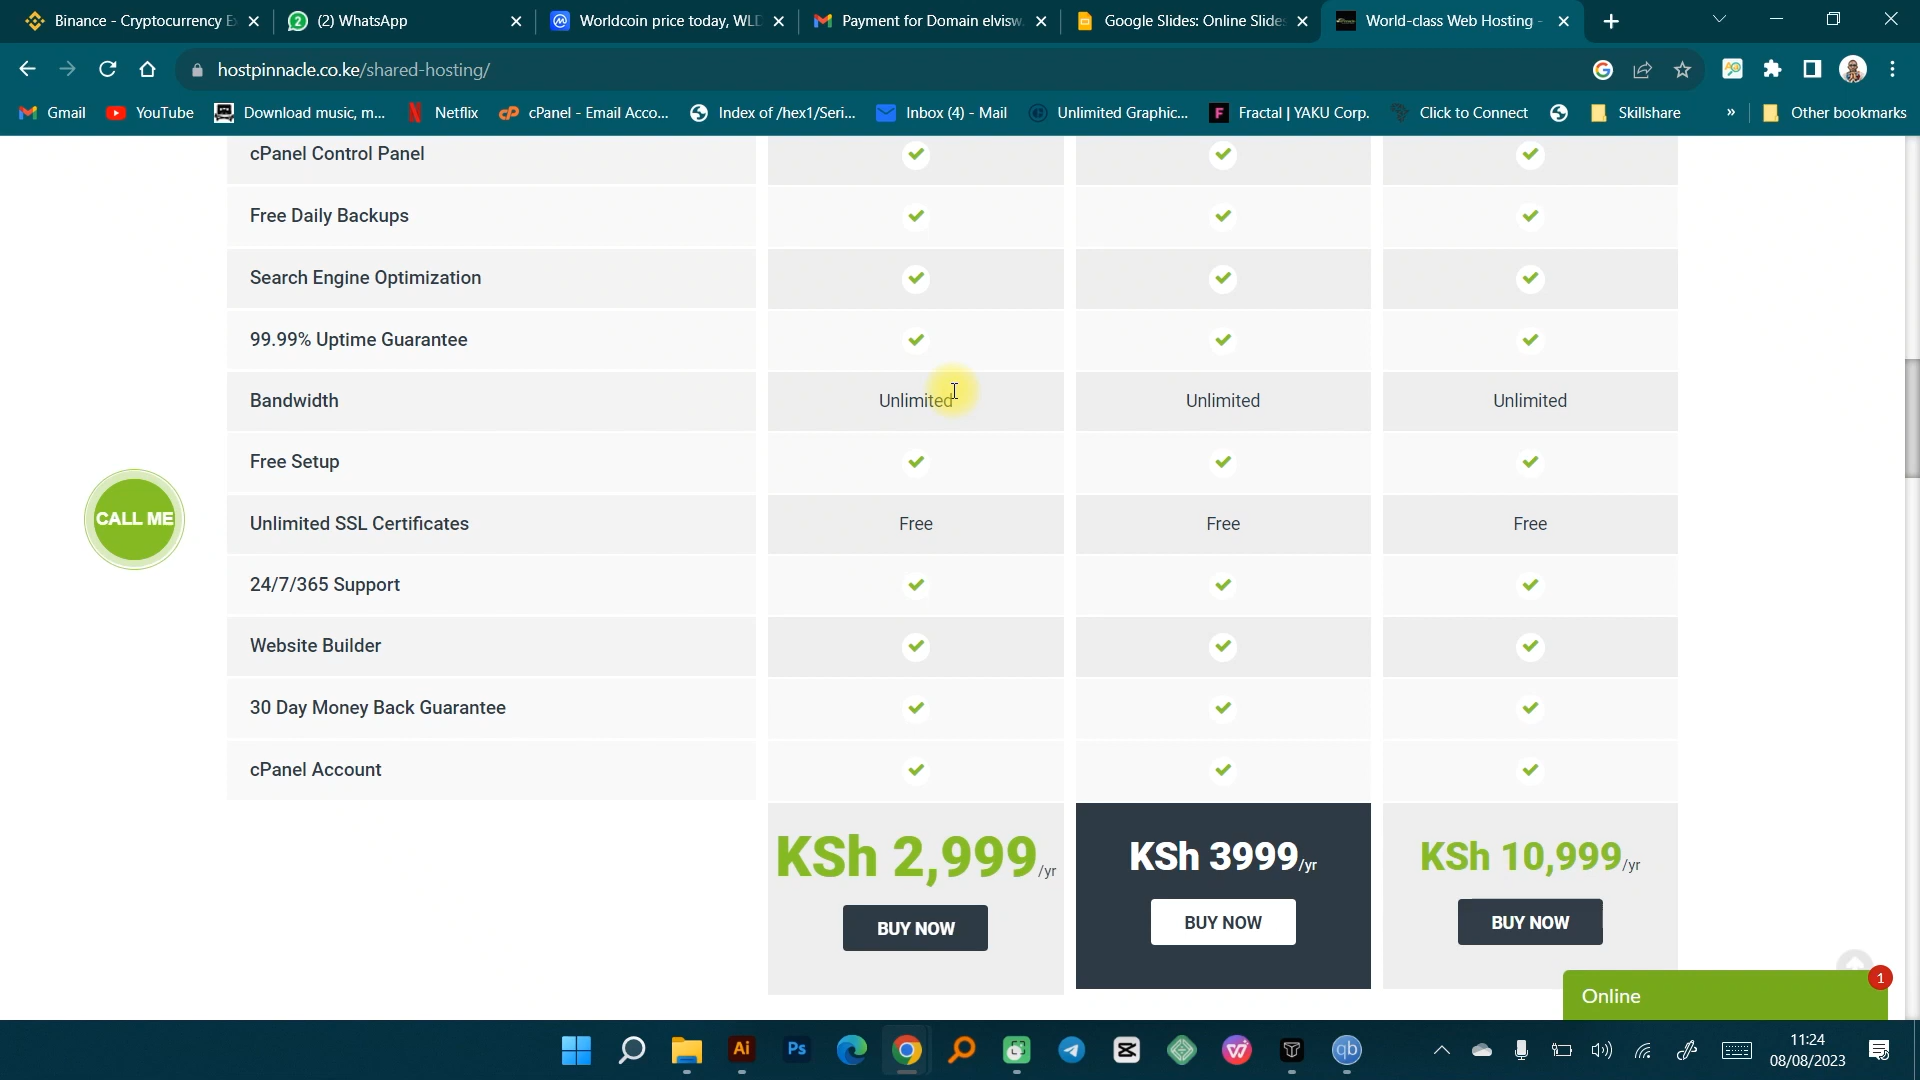 Binance - Cryptocurrency E
(2) WhatsApp
Worldcoin price today, WLD
Payment for Domain elvisw
Google Slides: Online Slides
World-class Web Hosting -
hostpinnacle.co.ke/shared-hosting/
Gmail
YouTube
Download music, m...
Netflix
cPanel - Email Acco...
Index of /hex1/Seri...
Inbox (4) - Mail
Unlimited Graphic...
Fractal | YAKU Corp.
Click to Connect
Skillshare
»
Other bookmarks
cPanel Control Panel
Free Daily Backups
Search Engine Optimization
99.99% Uptime Guarantee
Bandwidth Unlimited Unlimited Unlimited
Free Setup
CALL ME
Unlimited SSL Certificates Free Free Free
24/7/365 Support
Website Builder
30 Day Money Back Guarantee
cPanel Account
KSh 2,999/yr KSh 3999/yr KSh 10,999/yr
BUY NOW BUY NOW BUY NOW
1
Online
Ai
Ps
qb
11:24
08/08/2023